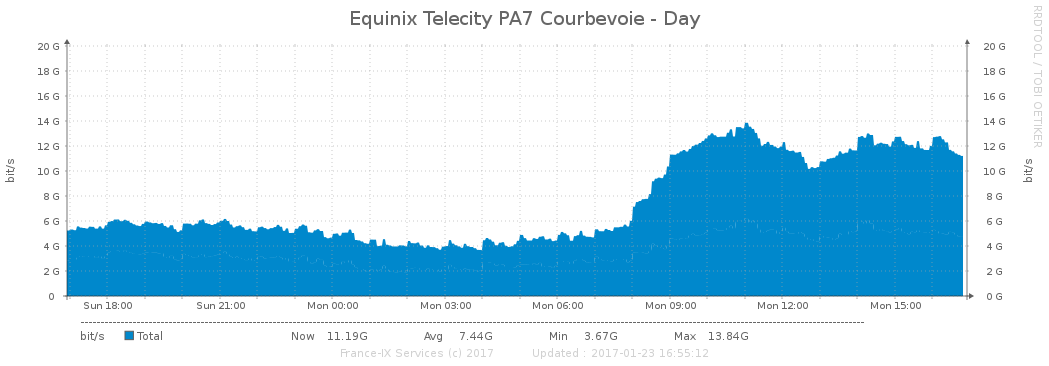 Equinix Telecity PA7 Courbevoie - Day
RRDTOOL / TOBI OETIKER
bit/s
20 G
18 G
16 G
14 G
12 G
10 G
8 G
6 G
4 G
2 G
0
20 G
18 G
16 G
14 G
12 G
10 G
8 G
6 G
4 G
2 G
0 G
bit/s
Sun 18:00 Sun 21:00 Mon 00:00 Mon 03:00 Mon 06:00 Mon 09:00 Mon 12:00 Mon 15:00
bit/s Total Now 11.19G Avg 7.44G Min 3.67G Max 13.84G
France-IX Services (c) 2017 Updated : 2017-01-23 16:55:12